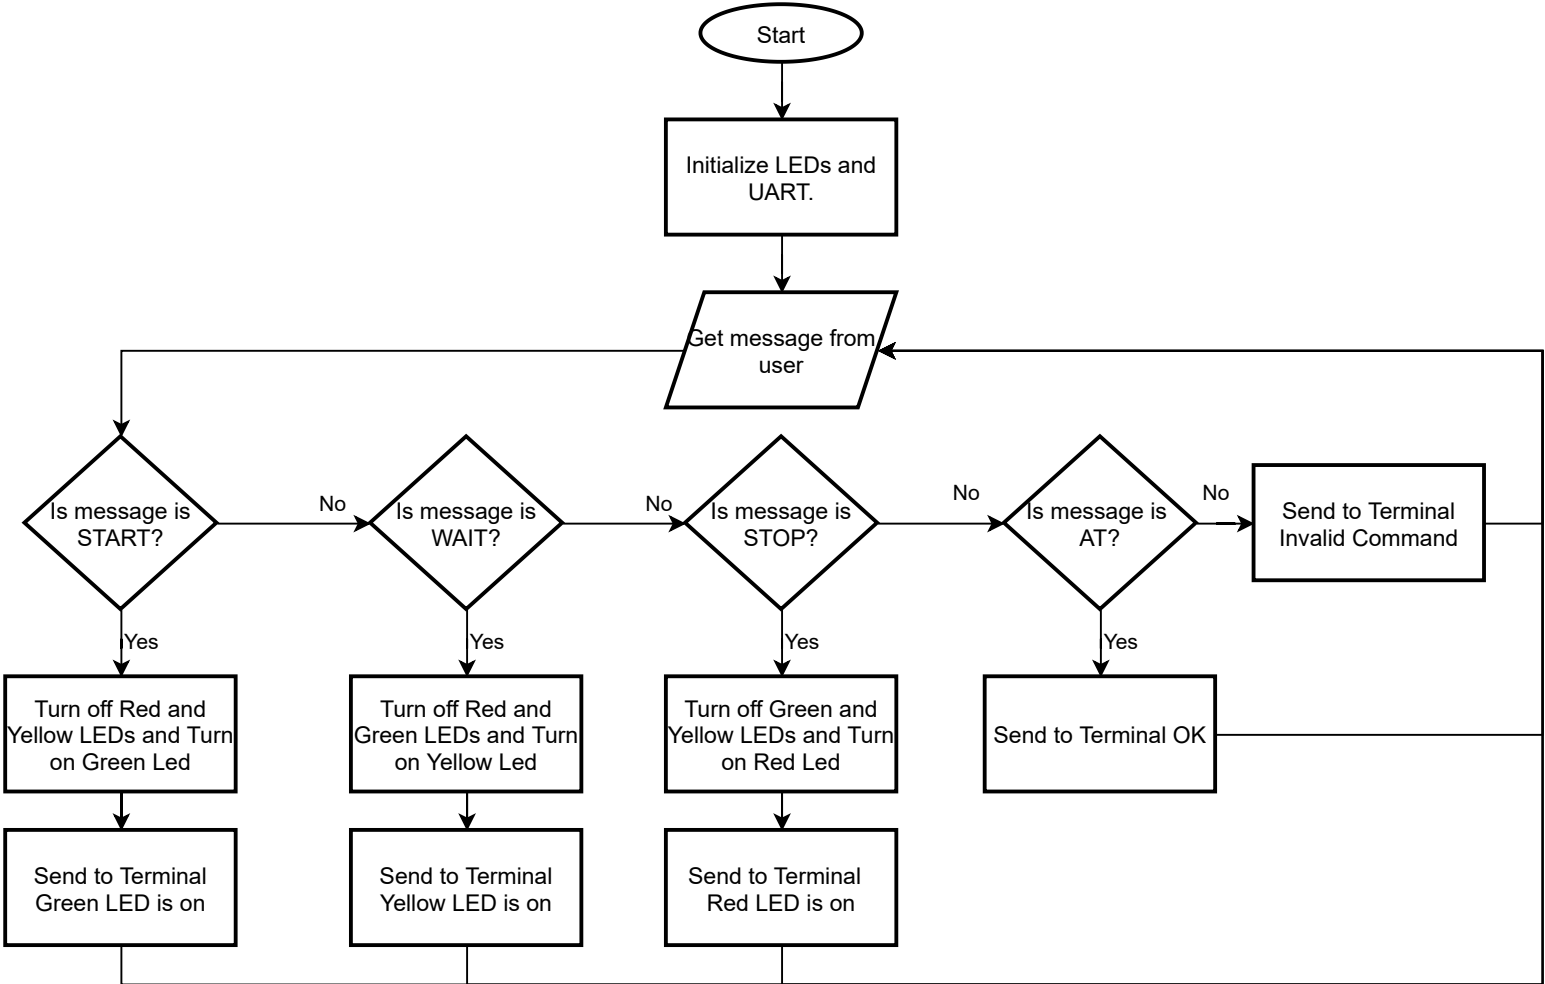 Start
Initialize LEDs and
UART.
Get message from
user
Is message is
START?
No
Is message is
WAIT?
No
Is message is
STOP?
No
Is message is
AT?
No
Send to Terminal
Invalid Command
Yes
Yes
Yes
Yes
Turn off Red and
Yellow LEDs and Turn
on Green Led
Turn off Red and
Green LEDs and Turn
on Yellow Led
Turn off Green and
Yellow LEDs and Turn
on Red Led
Send to Terminal OK
Send to Terminal
Green LED is on
Send to Terminal
Yellow LED is on
Send to Terminal
Red LED is on